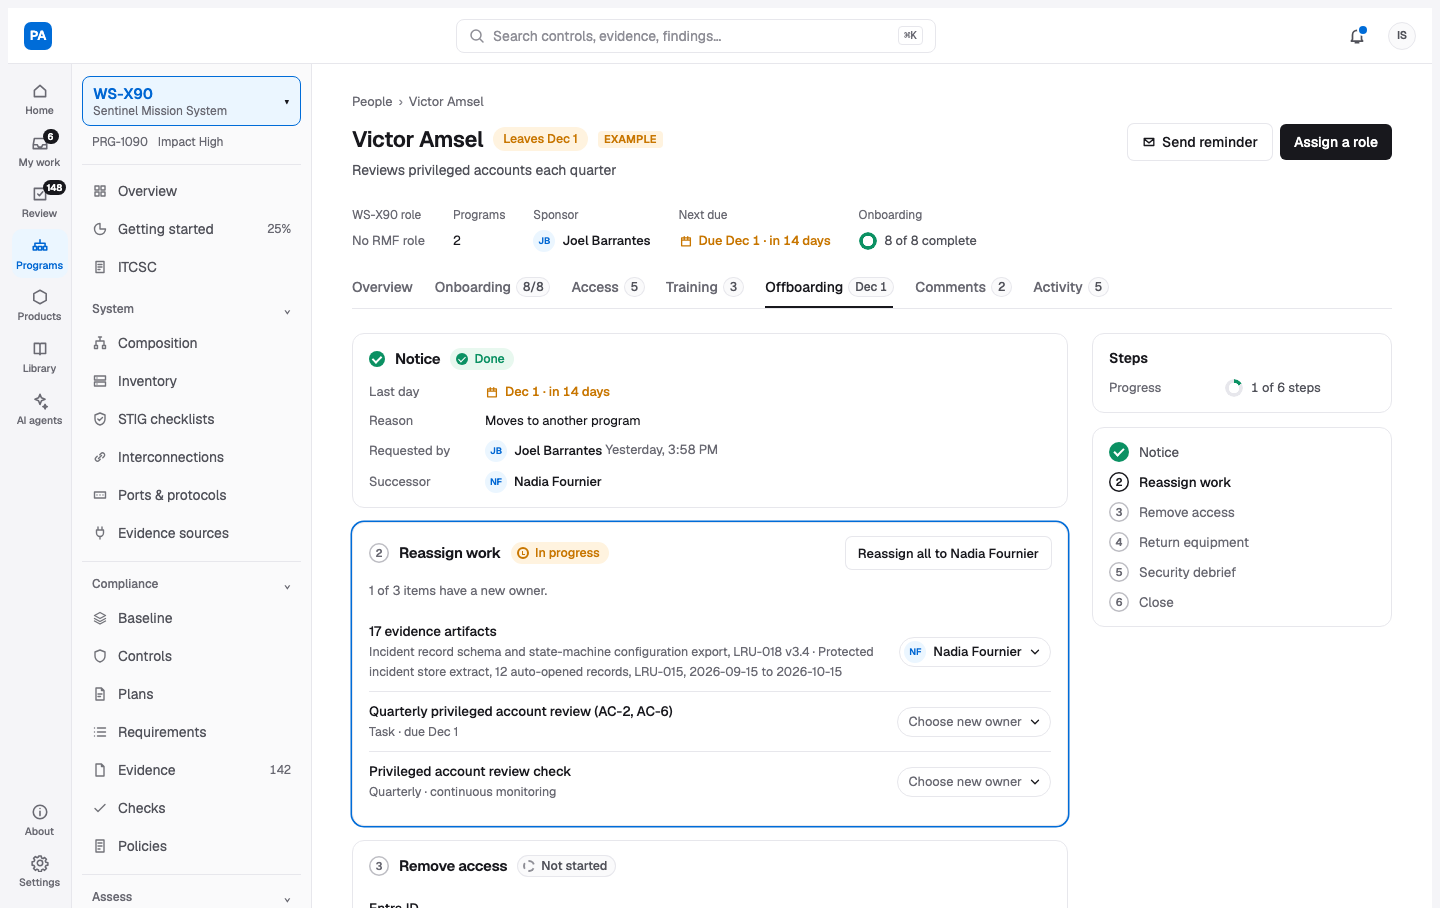 PA
Search controls, evidence, findings...
⌘K
IS
Home
6
My work
148
Review
Programs
Products
Library
AI agents
About
Settings
WS-X90
Sentinel Mission System
PRG-1090 Impact High
Overview
Getting started 25%
ITCSC
System
Composition
Inventory
STIG checklists
Interconnections
Ports & protocols
Evidence sources
Compliance
Baseline
Controls
Plans
Requirements
Evidence 142
Checks
Policies
Assess
People › Victor Amsel
Victor Amsel Leaves Dec 1 EXAMPLE
Send reminder Assign a role
Reviews privileged accounts each quarter
WS-X90 role Programs Sponsor Next due Onboarding
No RMF role 2 JB Joel Barrantes Due Dec 1 · in 14 days 8 of 8 complete
Overview Onboarding 8/8 Access 5 Training 3 Offboarding Dec 1 Comments 2 Activity 5
Notice Done
Last day Dec 1 · in 14 days
Reason Moves to another program
Requested by JB Joel Barrantes Yesterday, 3:58 PM
Successor NF Nadia Fournier
2 Reassign work In progress Reassign all to Nadia Fournier
1 of 3 items have a new owner.
17 evidence artifacts
Incident record schema and state-machine configuration export, LRU-018 v3.4 · Protected
incident store extract, 12 auto-opened records, LRU-015, 2026-09-15 to 2026-10-15
NF Nadia Fournier
Quarterly privileged account review (AC-2, AC-6)
Task · due Dec 1
Choose new owner
Privileged account review check
Quarterly · continuous monitoring
Choose new owner
3 Remove access Not started
Entra ID
Steps
Progress 1 of 6 steps
Notice
2 Reassign work
3 Remove access
4 Return equipment
5 Security debrief
6 Close